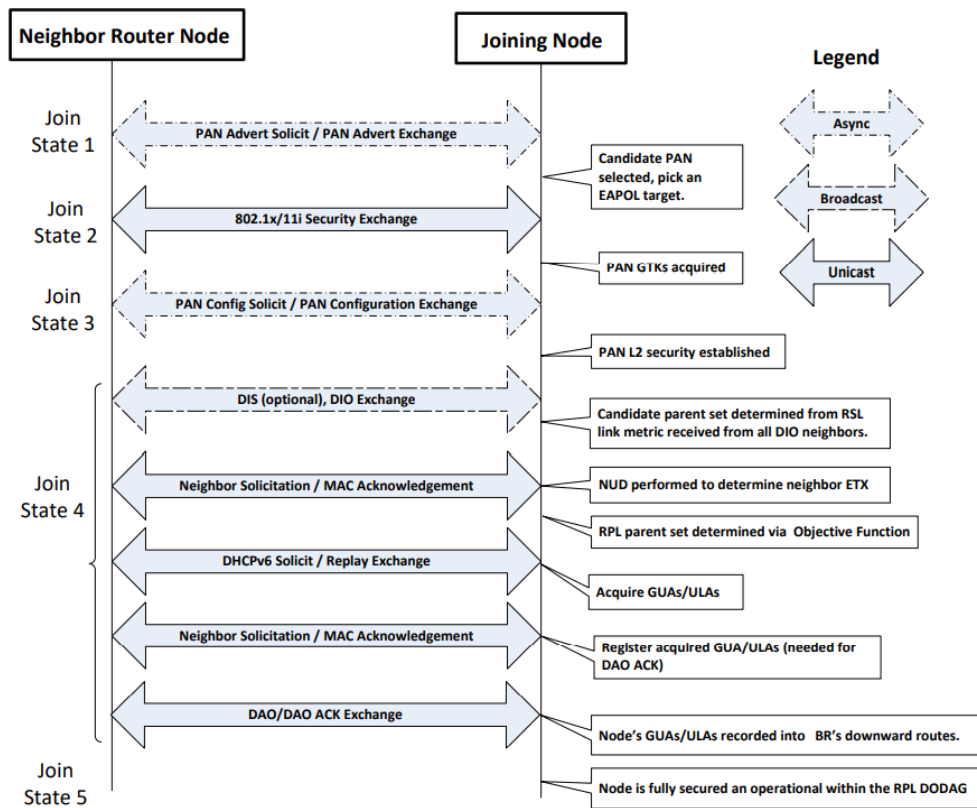 Neighbor Router Node
Joining Node
Legend
Join
State 1
PAN Advert Solicit / PAN Advert Exchange
Async
Candidate PAN
selected, pick an
EAPOL target.
Broadcast
Join
State 2
802.1x/11i Security Exchange
PAN GTKs acquired
Unicast
Join
State 3
PAN Config Solicit / PAN Configuration Exchange
PAN L2 security established
DIS (optional), DIO Exchange
Candidate parent set determined from RSL
link metric received from all DIO neighbors.
Join
State 4
Neighbor Solicitation / MAC Acknowledgement
NUD performed to determine neighbor ETX
RPL parent set determined via Objective Function
DHCPv6 Solicit / Replay Exchange
Acquire GUAs/ULAs
Neighbor Solicitation / MAC Acknowledgement
Register acquired GUA/ULAs (needed for
DAO ACK)
DAO/DAO ACK Exchange
Node's GUAs/ULAs recorded into BR's downward routes.
Join
State 5
Node is fully secured an operational within the RPL DODAG